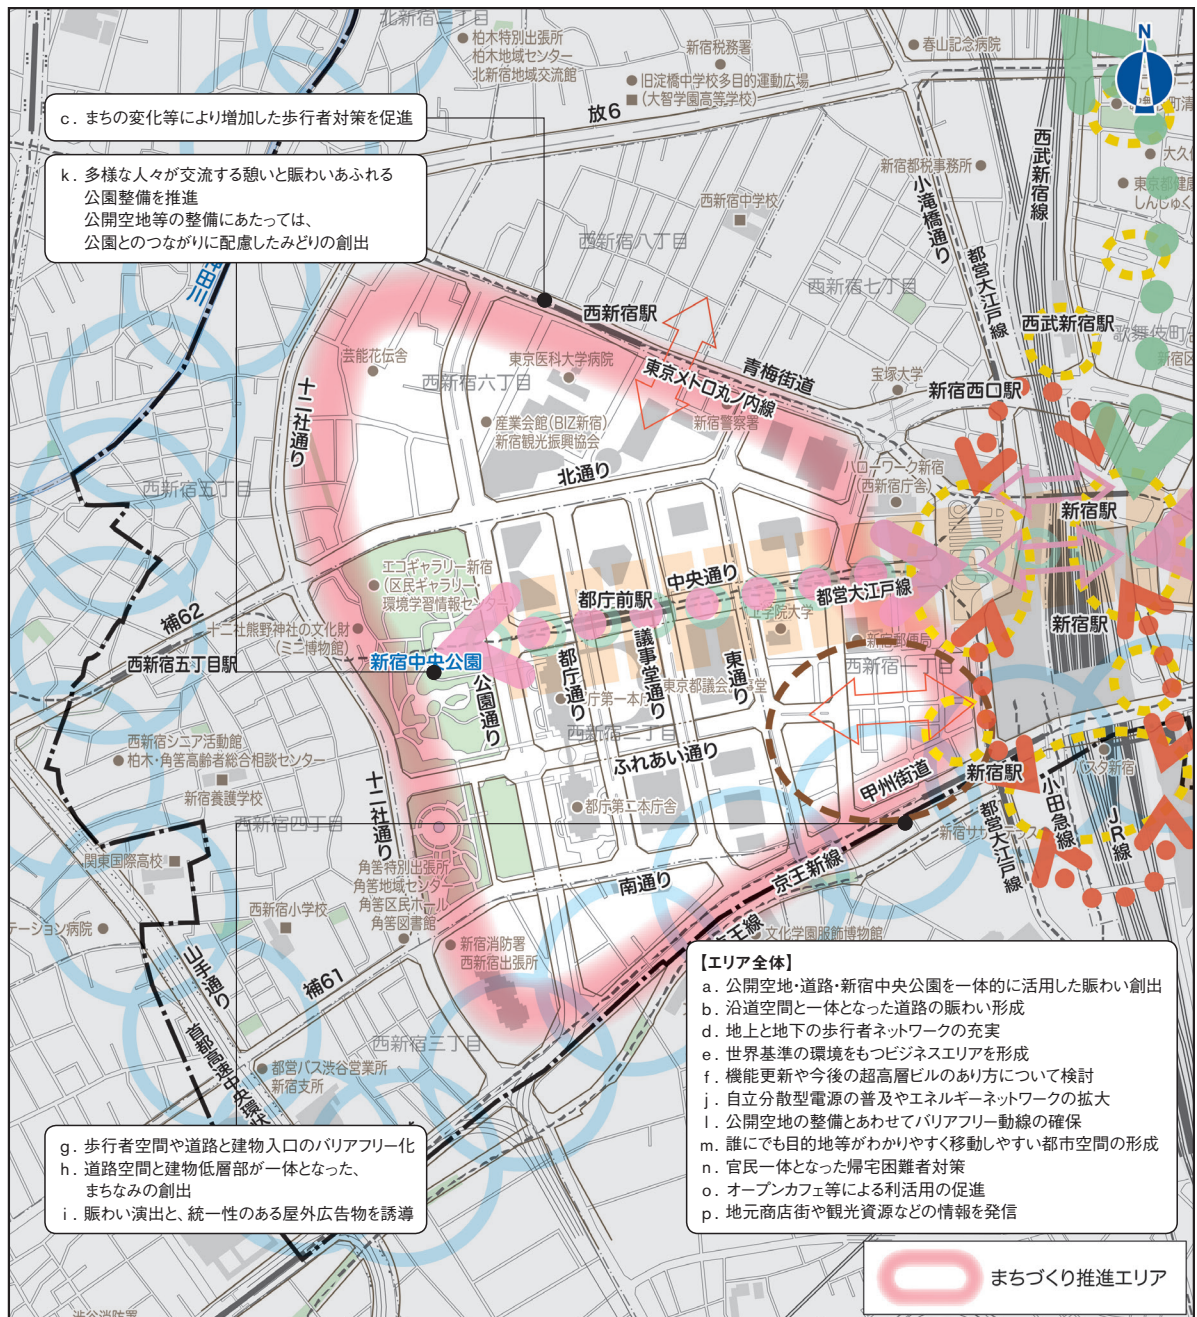 北新宿二丁目
柏木特別出張所
柏木地域センター
北新宿地域交流館
新宿税務署
旧淀橋中学校多目的運動広場
(大智学園高等学校)
春山記念病院
N
放6
c. まちの変化等により増加した歩行者対策を促進
k. 多様な人々が交流する憩いと賑わいあふれる
公園整備を推進
公開空地等の整備にあたっては、
公園とのつながりに配慮したみどりの創出
新宿都税事務所
小滝橋通り
西武新宿線
都営大江戸線
西新宿中学校
西新宿八丁目
西新宿七丁目
西新宿駅
西武新宿駅
青梅街道
東京メトロ丸ノ内線
宝塚大学
新宿西口駅
芸能花伝舎
東京医科大学病院
西新宿六丁目
産業会館(BIZ新宿)
新宿観光振興協会
新宿警察署
十二社通り
北通り
ハローワーク新宿
(西新宿庁舎)
新宿駅
西新宿五丁目
エコギャラリー新宿
(区民ギャラリー・
環境学習情報センター)
中央通り
都庁前駅
都営大江戸線
工学院大学
補62
十二社熊野神社の文化財
(ミニ博物館)
新宿郵便局
新宿駅
西新宿五丁目駅
新宿中央公園
公園通り
都庁通り
議事堂通り
東通り
西新宿一丁目
西新宿二丁目
ふれあい通り
西新宿シニア活動館
柏木・角筈高齢者総合相談センター
新宿養護学校
十二社通り
都庁第二本庁舎
甲州街道
新宿駅
バスタ新宿
西新宿四丁目
関東国際高校
角筈特別出張所
角筈地域センター
角筈区民ホール
角筈図書館
都営大江戸線
小田急線
JR線
京王新線
南通り
西新宿小学校
テーション病院
新宿消防署
西新宿出張所
京王線
文化学園服飾博物館
山手通り
補61
首都高速中央環状
西新宿三丁目
都営バス渋谷営業所
新宿支所
【エリア全体】
a. 公開空地・道路・新宿中央公園を一体的に活用した賑わい創出
b. 沿道空間と一体となった道路の賑わい形成
d. 地上と地下の歩行者ネットワークの充実
e. 世界基準の環境をもつビジネスエリアを形成
f. 機能更新や今後の超高層ビルのあり方について検討
j. 自立分散型電源の普及やエネルギーネットワークの拡大
l. 公開空地の整備とあわせてバリアフリー動線の確保
m. 誰にでも目的地等がわかりやすく移動しやすい都市空間の形成
n. 官民一体となった帰宅困難者対策
o. オープンカフェ等による利活用の促進
p. 地元商店街や観光資源などの情報を発信
g. 歩行者空間や道路と建物入口のバリアフリー化
h. 道路空間と建物低層部が一体となった、
まちなみの創出
i. 賑わい演出と、統一性のある屋外広告物を誘導
まちづくり推進エリア